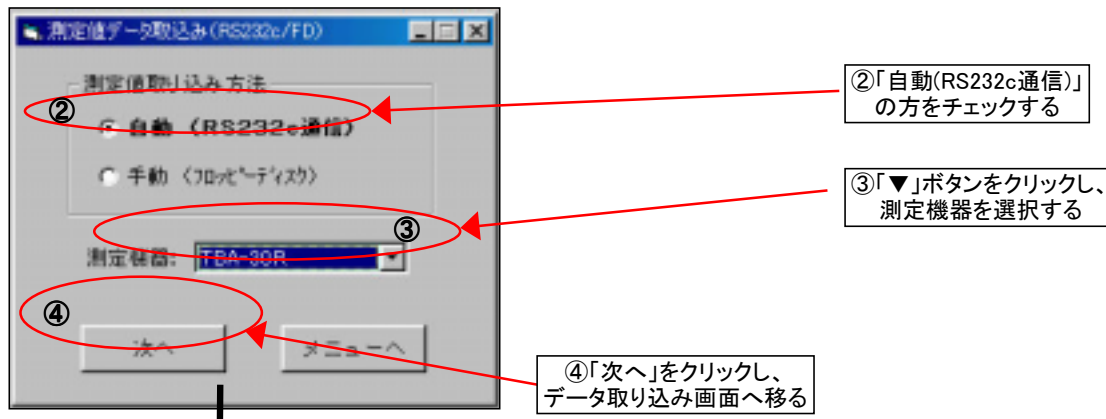 測定値データ取込み(RS232c/FD)
測定値取り込み方法
②
自動 (RS232c通信)
手動 (フロッピーディスク)
③
測定機器: TBA-30R
④
次へ
メニューへ
②「自動(RS232c通信)」
の方をチェックする
③「▼」ボタンをクリックし、
測定機器を選択する
④「次へ」をクリックし、
データ取り込み画面へ移る